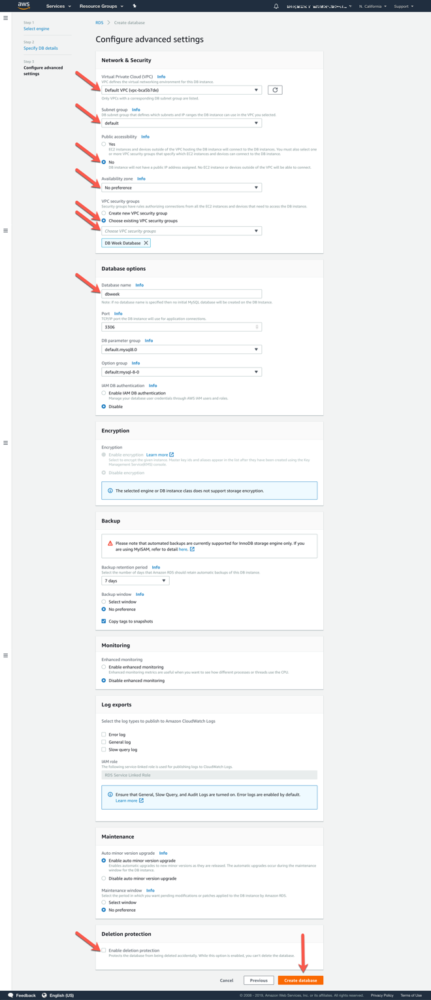 aws
Services
Resource Groups
N. California
Support
Step 1
Select engine
Step 2
Specify DB details
Step 3
Configure advanced
settings
RDS
Create database
Configure advanced settings
Network & Security
Virtual Private Cloud (VPC) Info
VPC defines the virtual networking environment for this DB instance.
Default VPC (vpc-bca5b7de)
Only VPCs with a corresponding DB subnet group are listed.
Subnet group Info
DB subnet group that defines which subnets and IP ranges the DB instance can use in the VPC you selected.
default
Public accessibility Info
Yes
EC2 instances and devices outside of the VPC hosting the DB instance will connect to the DB instances. You must also select one
or more VPC security groups that specify which EC2 instances and devices can connect to the DB instance.
No
DB instance will not have a public IP address assigned. No EC2 instance or devices outside of the VPC will be able to connect.
Availability zone Info
No preference
VPC security groups
Security groups have rules authorizing connections from all the EC2 instances and devices that need to access the DB instance.
Create new VPC security group
Choose existing VPC security groups
Choose VPC security groups
DB Week Database
Database options
Database name Info
dbweek
Note: if no database name is specified then no initial MySQL database will be created on the DB Instance.
Port Info
TCP/IP port the DB instance will use for application connections.
3306
DB parameter group Info
default.mysql8.0
Option group Info
default:mysql-8-0
IAM DB authentication Info
Enable IAM DB authentication
Manage your database user credentials through AWS IAM users and roles.
Disable
Encryption
Encryption
Enable encryption Learn more
Select to encrypt the given instance. Master key ids and aliases appear in the list after they have been created using the Key
Management Service(KMS) console.
Disable encryption
The selected engine or DB instance class does not support storage encryption.
Backup
Please note that automated backups are currently supported for InnoDB storage engine only. If you
are using MyISAM, refer to detail here.
Backup retention period Info
Select the number of days that Amazon RDS should retain automatic backups of this DB instance.
7 days
Backup window Info
Select window
No preference
Copy tags to snapshots
Monitoring
Enhanced monitoring
Enable enhanced monitoring
Enhanced monitoring metrics are useful when you want to see how different processes or threads use the CPU.
Disable enhanced monitoring
Log exports
Select the log types to publish to Amazon CloudWatch Logs
Error log
General log
Slow query log
IAM role
The following service-linked role is used for publishing logs to CloudWatch Logs.
RDS Service Linked Role
Ensure that General, Slow Query, and Audit Logs are turned on. Error logs are enabled by default.
Learn more
Maintenance
Auto minor version upgrade Info
Enable auto minor version upgrade
Enables automatic upgrades to new minor versions as they are released. The automatic upgrades occur during the maintenance
window for the DB instance.
Disable auto minor version upgrade
Maintenance window Info
Select the period in which you want pending modifications or patches applied to the DB instance by Amazon RDS.
Select window
No preference
Deletion protection
Enable deletion protection
Protects the database from being deleted accidentally. While this option is enabled, you can't delete the database.
Cancel
Previous
Create database
Feedback
English (US)
© 2008 - 2019, Amazon Web Services, Inc. or its affiliates. All rights reserved.
Privacy Policy
Terms of Use